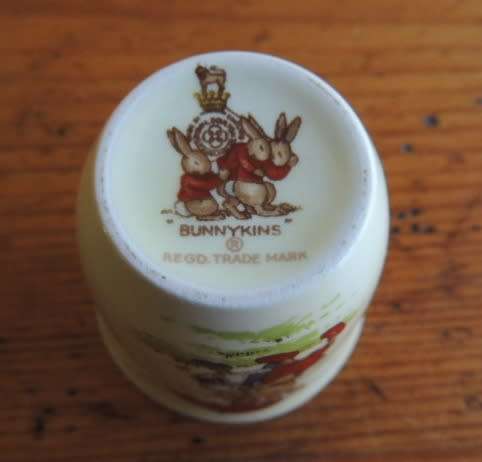 " BUNNYKINS "
®
REGD. TRADE MARK